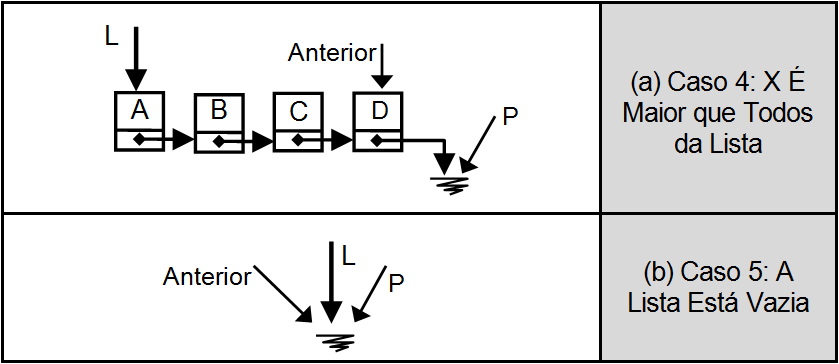 L
Anterior
A
B
C
D
P
(a) Caso 4: X É
Maior que Todos
da Lista
Anterior
L
P
(b) Caso 5: A
Lista Está Vazia